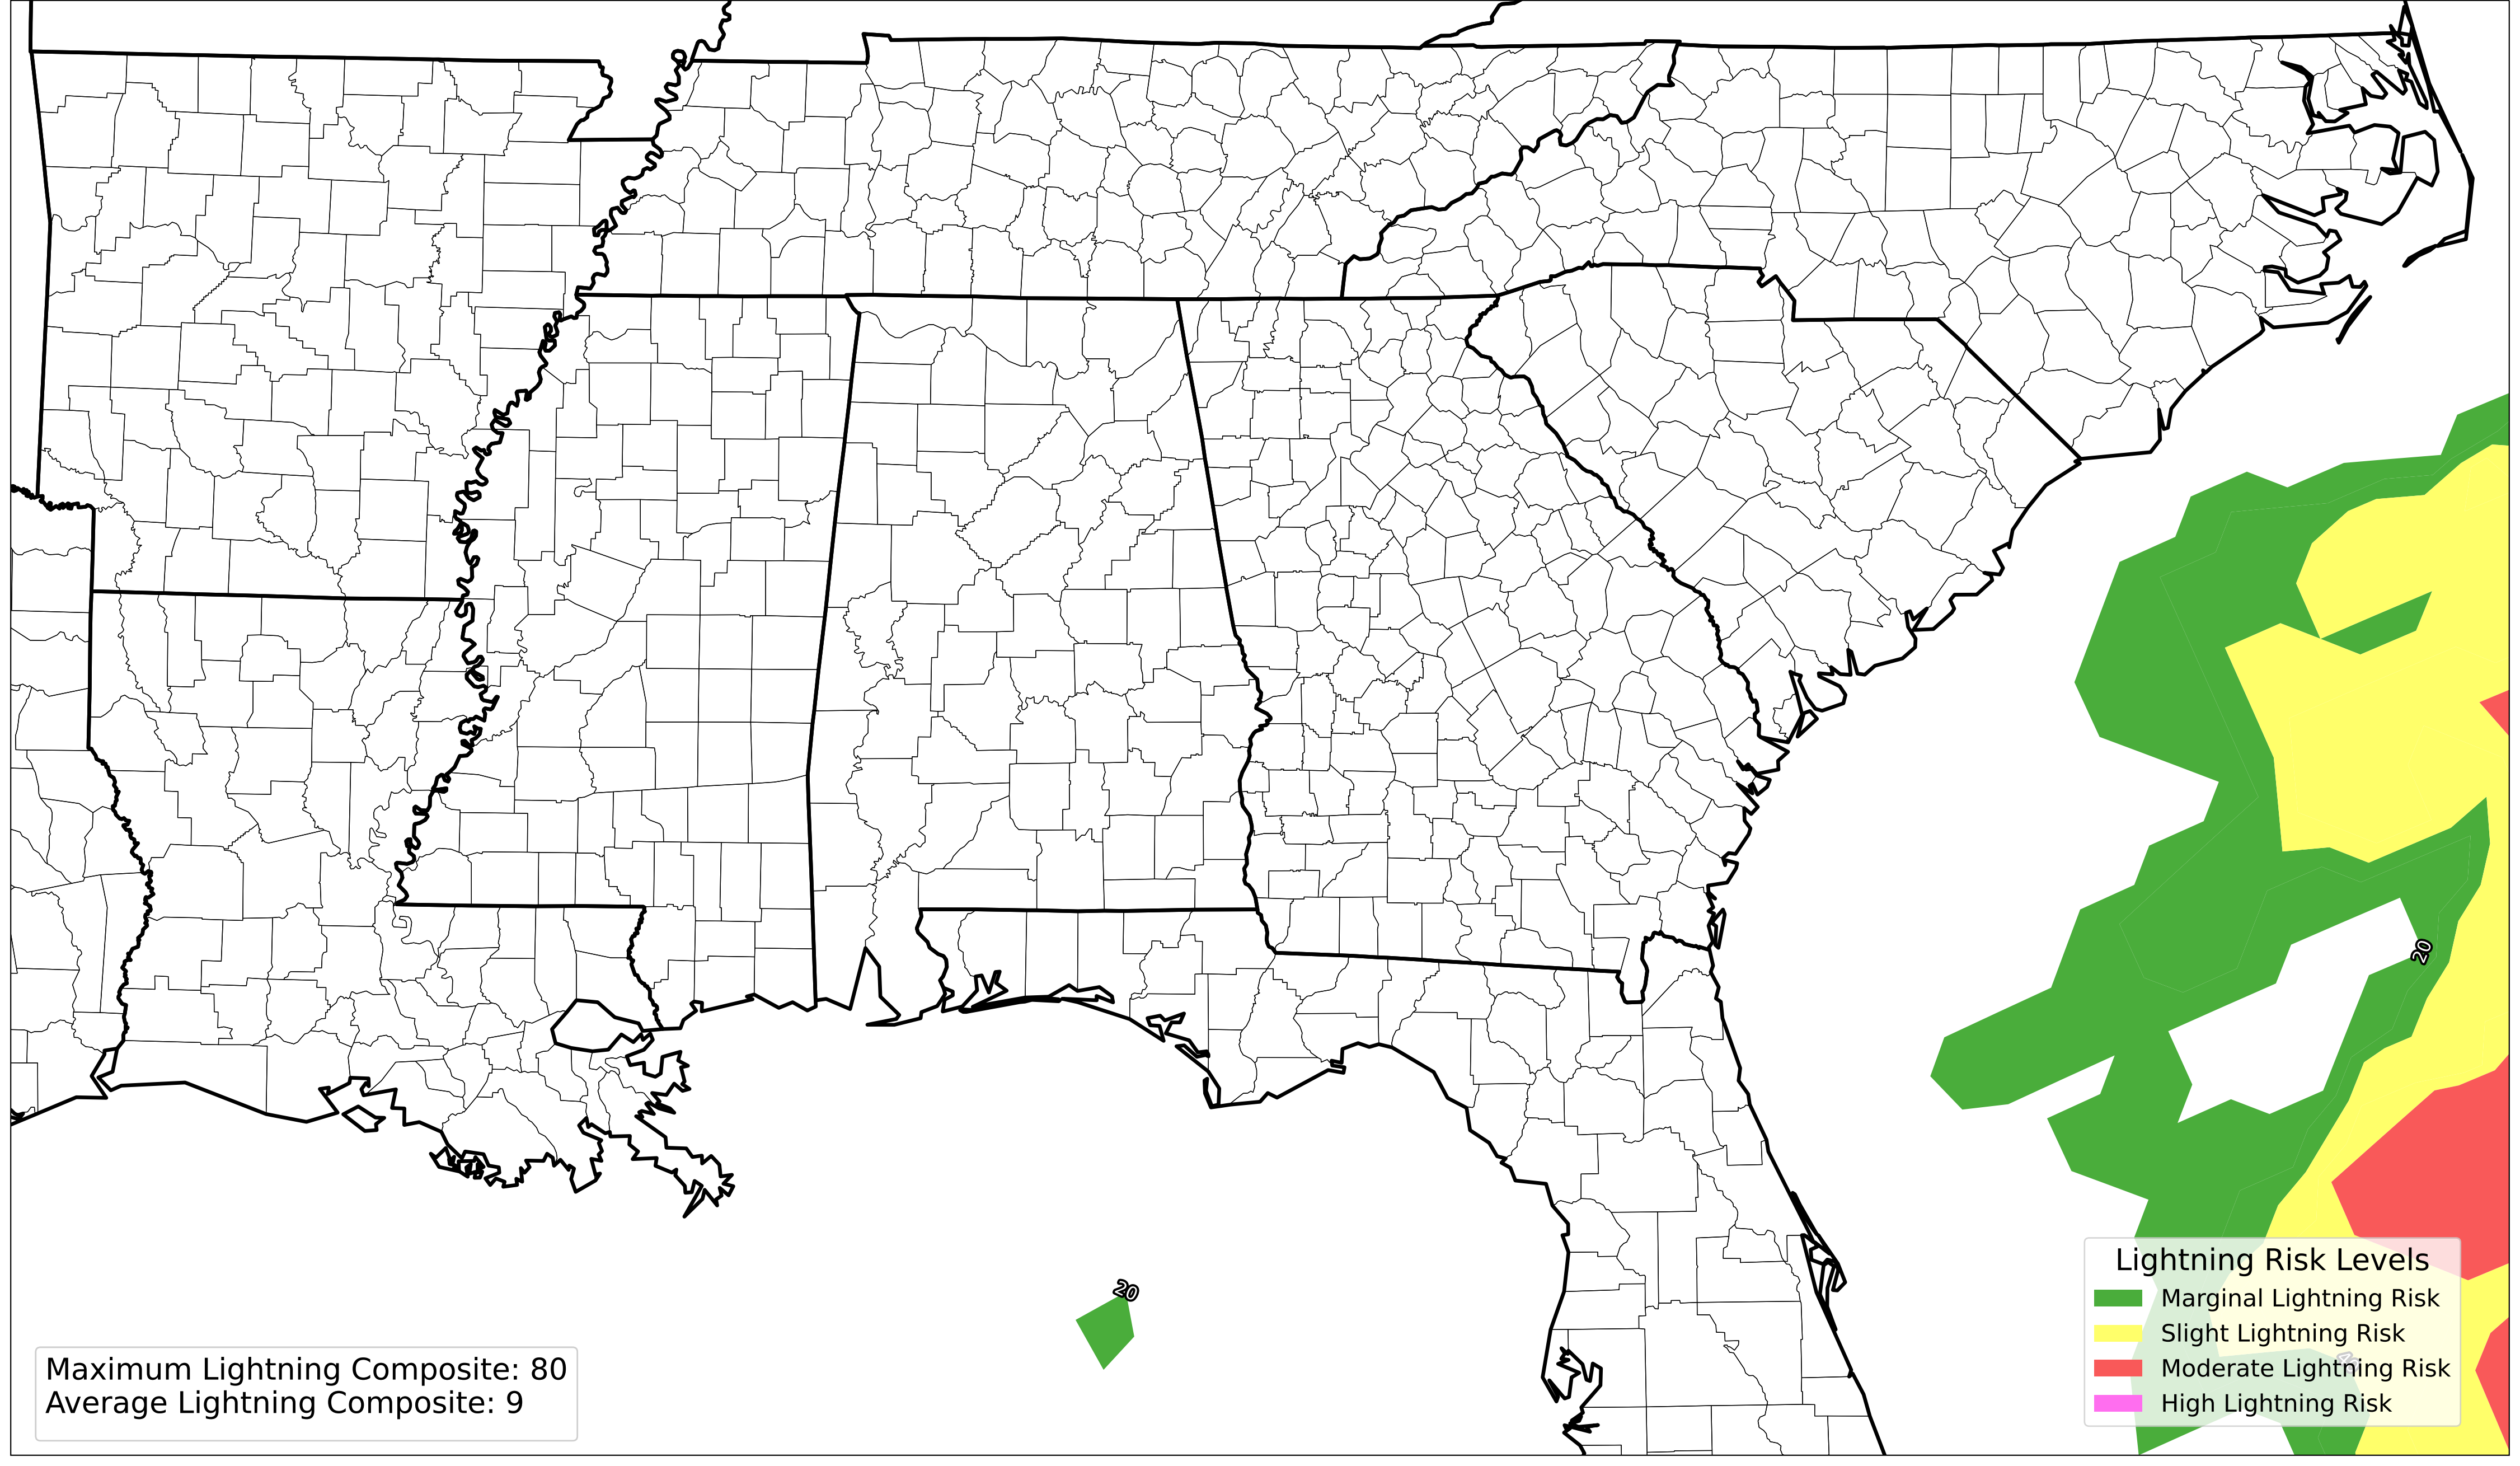 20
20
Lightning Risk Levels
Marginal Lightning Risk
Slight Lightning Risk
Moderate Lightning Risk
High Lightning Risk
Maximum Lightning Composite: 80
Average Lightning Composite: 9